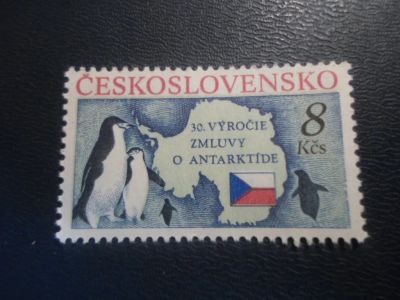 ČESKOSLOVENSKO
30. VÝROČIE
ZMLUVY
O ANTARKTÍDE
8
Kčs